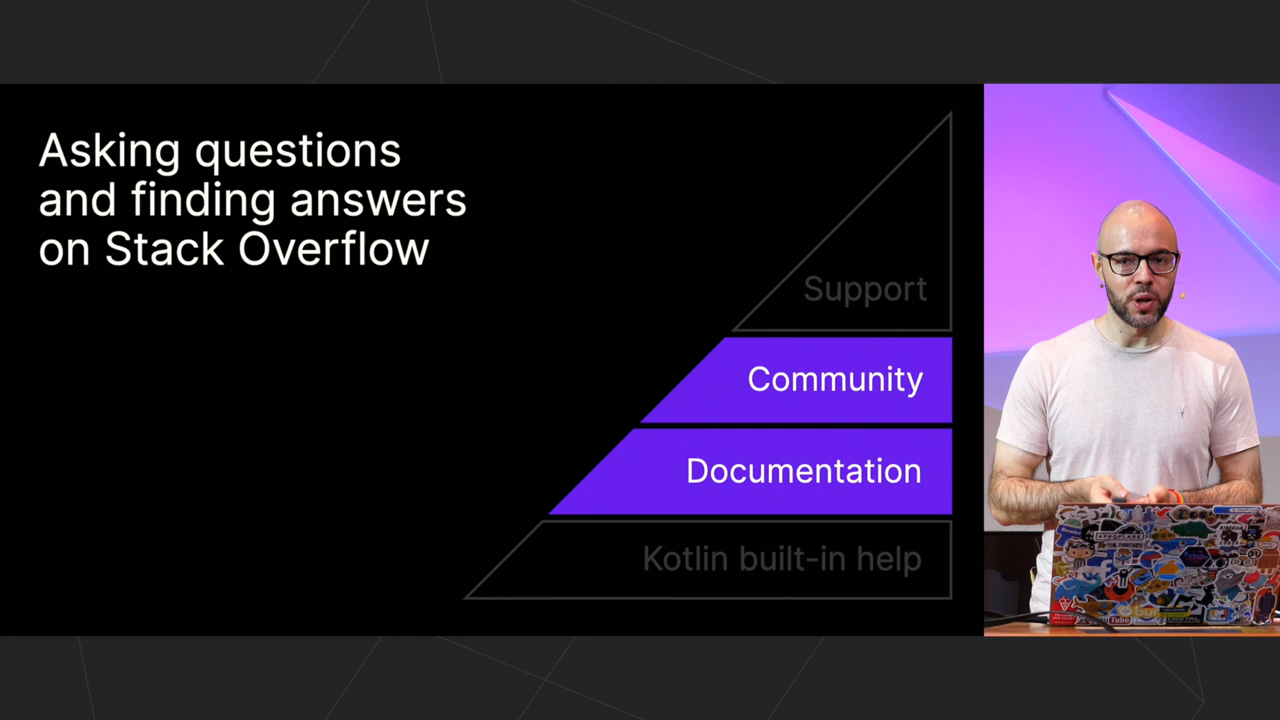 Asking questions
and finding answers
on Stack Overflow
Support
Community
Documentation
Kotlin built-in help